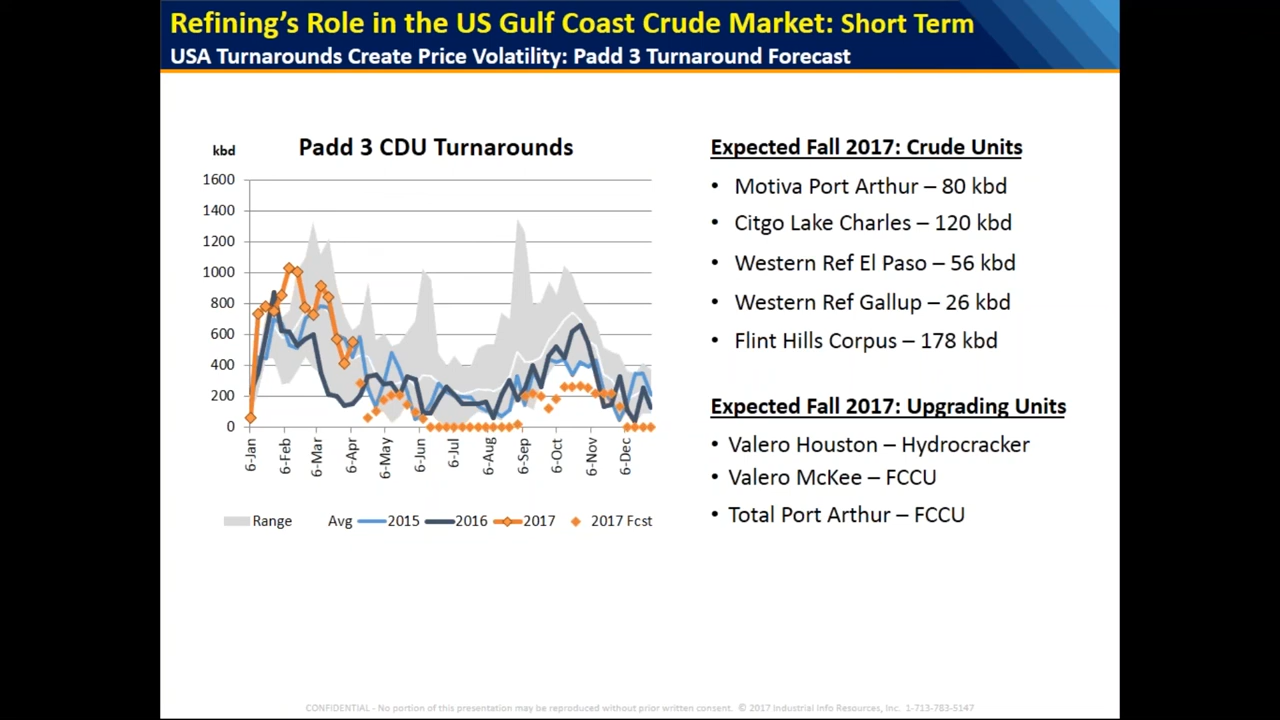 Refining's Role in the US Gulf Coast Crude Market: Short Term
USA Turnarounds Create Price Volatility: Padd 3 Turnaround Forecast
kbd
Padd 3 CDU Turnarounds
1600
1400
1200
1000
800
600
400
200
0
6-Jan
6-Feb
6-Mar
6-Apr
6-May
6-Jun
6-Jul
6-Aug
6-Sep
6-Oct
6-Nov
6-Dec
Range Avg 2015 2016 2017 2017 Fcst
Expected Fall 2017: Crude Units
• Motiva Port Arthur – 80 kbd
• Citgo Lake Charles – 120 kbd
• Western Ref El Paso – 56 kbd
• Western Ref Gallup – 26 kbd
• Flint Hills Corpus – 178 kbd
Expected Fall 2017: Upgrading Units
• Valero Houston – Hydrocracker
• Valero McKee – FCCU
• Total Port Arthur – FCCU
CONFIDENTIAL - No portion of this presentation may be reproduced without prior written consent. © 2017 Industrial Info Resources, Inc. 1-713-783-5147